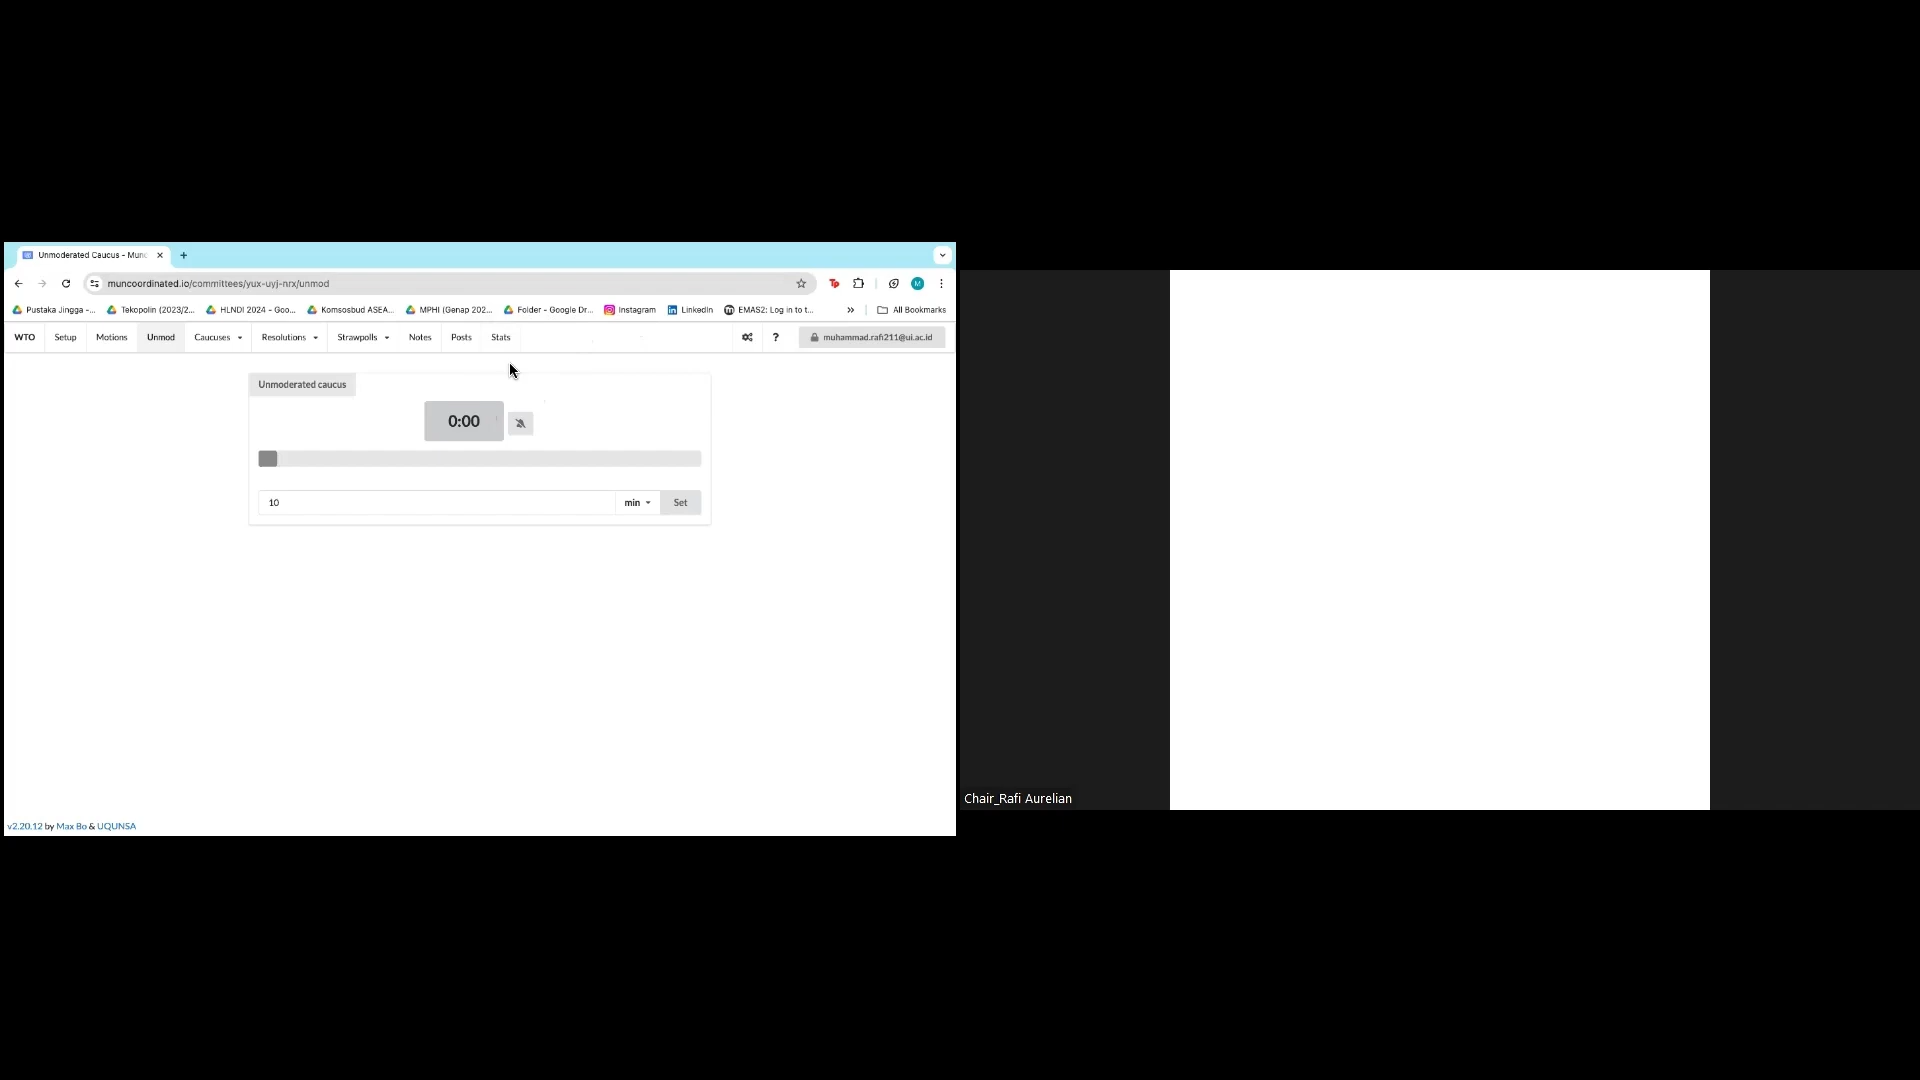 Unmoderated Caucus - Mun
muncoordinated.io/committees/yux-uyj-nrx/unmod
Pustaka Jingga -... Tekopolin (2023/2... HLNDI 2024 - Goo... Komsosbud ASEA... MPHI (Genap 202... Folder - Google Dr... Instagram LinkedIn EMAS2: Log in to t... » All Bookmarks
WTO Setup Motions Unmod Caucuses Resolutions Strawpolls Notes Posts Stats ? muhammad.rafi211@ui.ac.id
Unmoderated caucus
0:00
10 min Set
v2.20.12 by Max Bo & UQUNSA
Chair_Rafi Aurelian